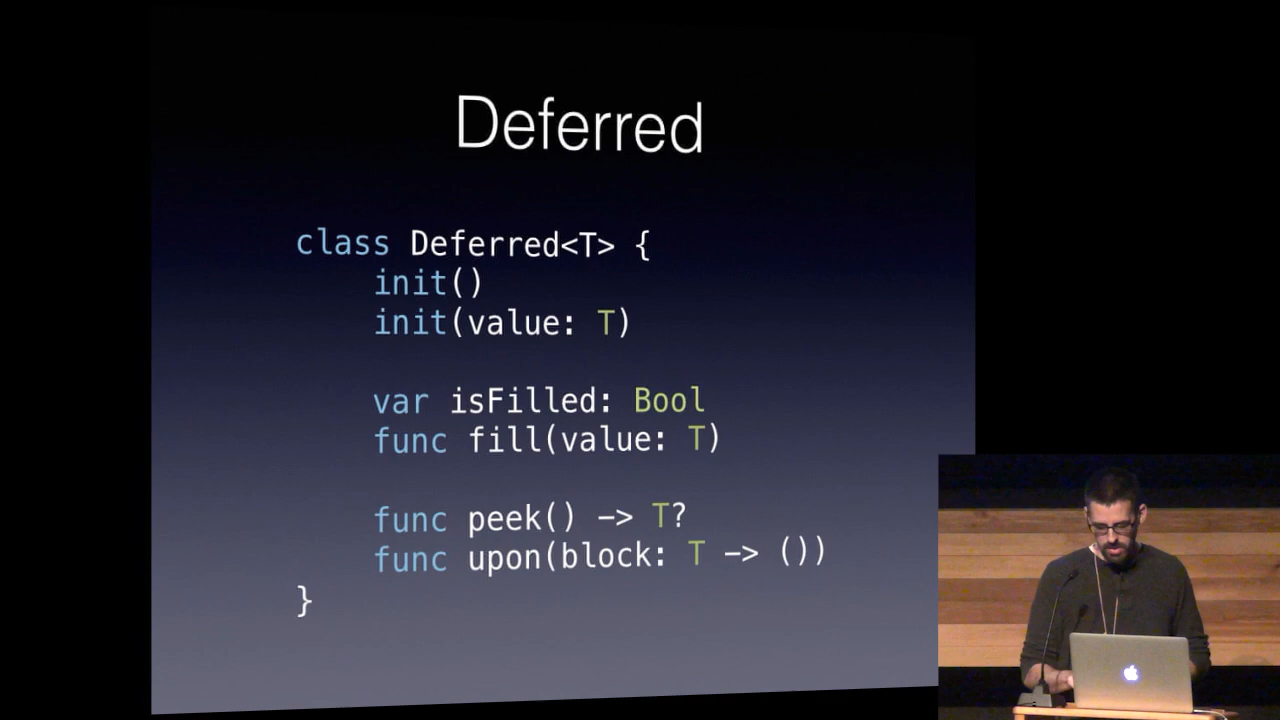 Deferred
class Deferred<T> {
    init()
    init(value: T)
    var isFilled: Bool
    func fill(value: T)
    func peek() -> T?
    func upon(block: T -> ())
}